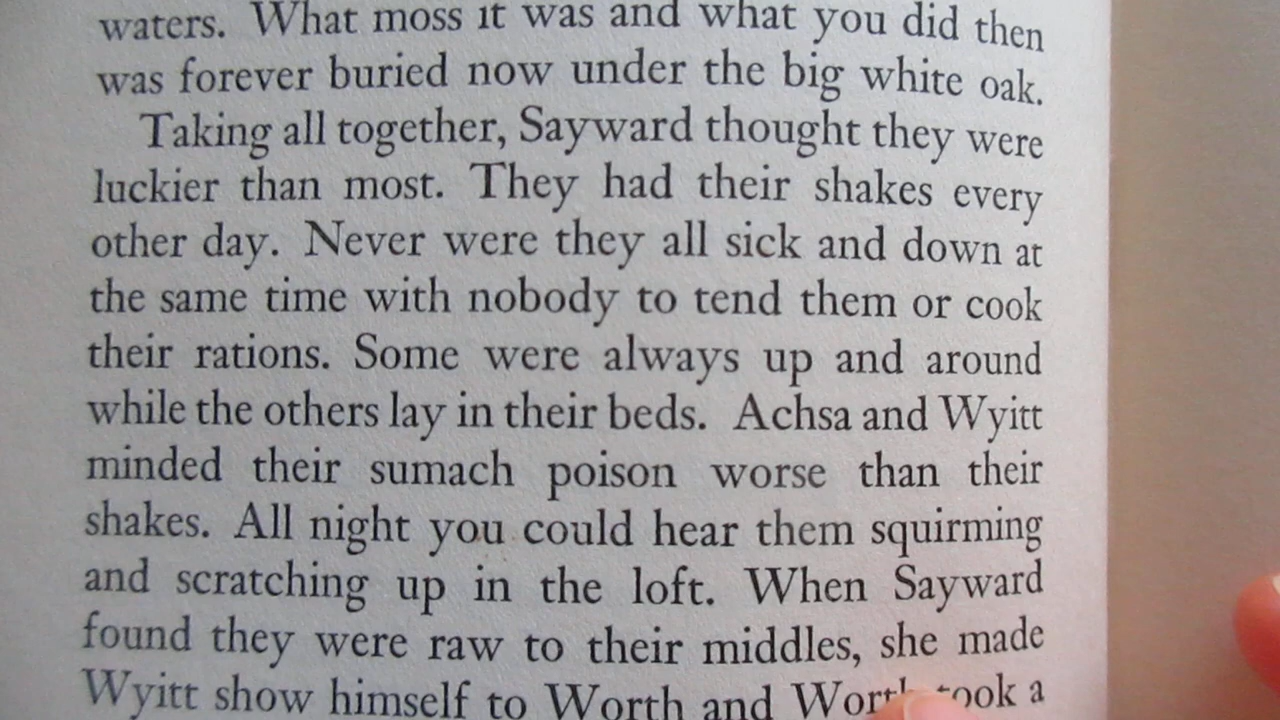 waters. What moss it was and what you did then
was forever buried now under the big white oak.
Taking all together, Sayward thought they were
luckier than most. They had their shakes every
other day. Never were they all sick and down at
the same time with nobody to tend them or cook
their rations. Some were always up and around
while the others lay in their beds. Achsa and Wyitt
minded their sumach poison worse than their
shakes. All night you could hear them squirming
and scratching up in the loft. When Sayward
found they were raw to their middles, she made
Wyitt show himself to Worth and Worth took a